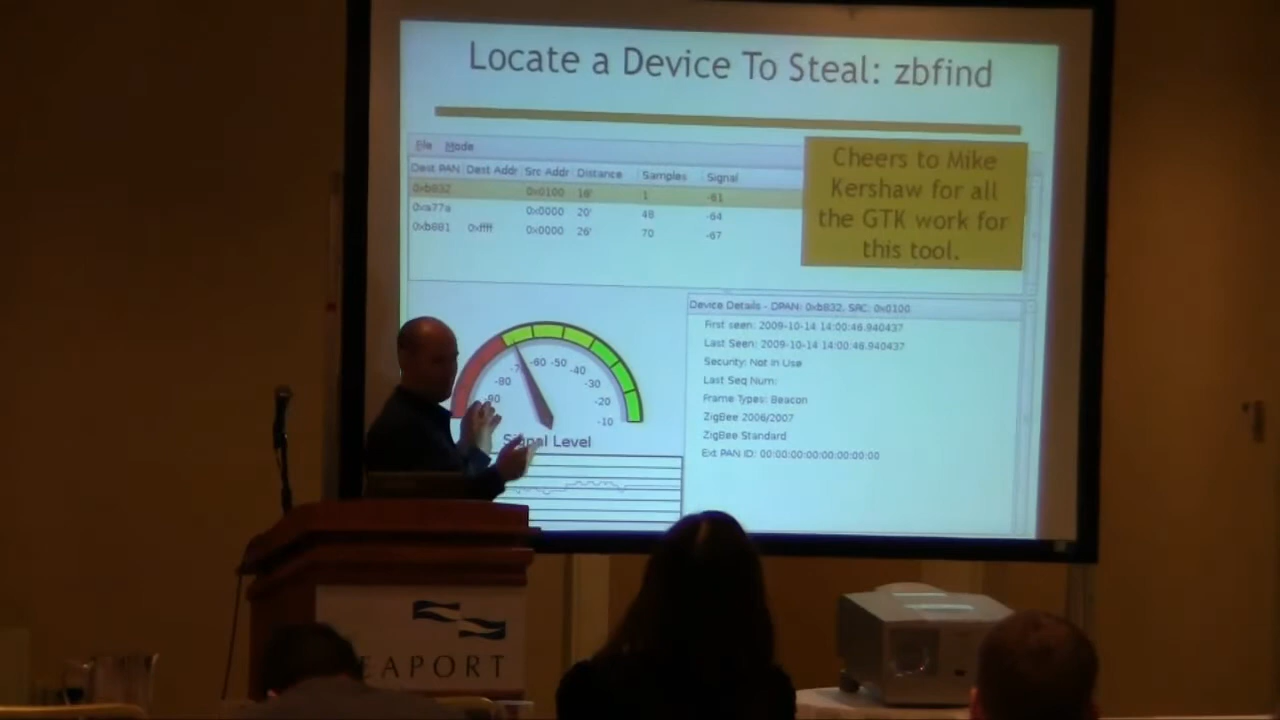 Locate a Device To Steal: zbfind
File Mode
Dest PAN Dest Addr Src Addr Distance Samples Signal
0xb832 0x0100 16' 1 -61
0xa77a 0x0000 20' 48 -64
0xb881 0xffff 0x0000 26' 70 -67
Cheers to Mike
Kershaw for all
the GTK work for
this tool.
Device Details - DPAN: 0xb832, SRC: 0x0100
First seen: 2009-10-14 14:00:46.940437
Last Seen: 2009-10-14 14:00:46.940437
Security: Not in Use
Last Seq Num:
Frame Types: Beacon
ZigBee 2006/2007
ZigBee Standard
Ext PAN ID: 00:00:00:00:00:00:00:00
-60 -50 -40 -30 -20 -10
-80
-90
Signal Level
EAPORT